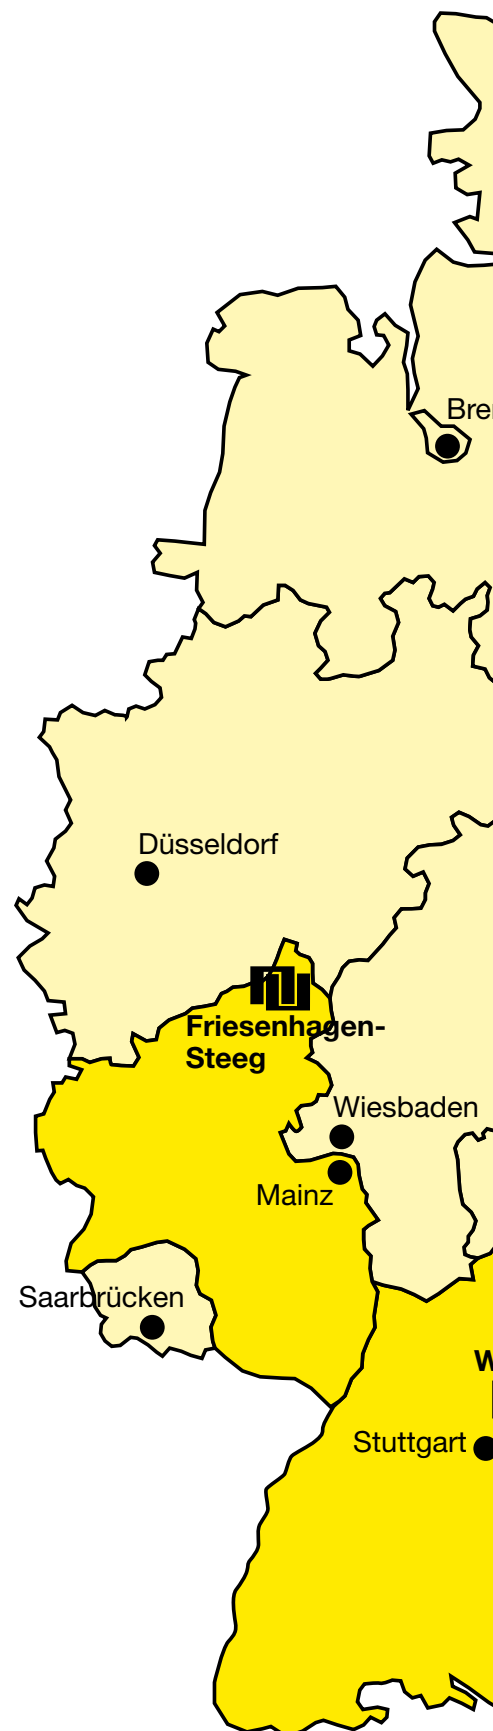 Bre
Düsseldorf
Friesenhagen-
Steeg
Wiesbaden
Mainz
Saarbrücken
W
Stuttgart